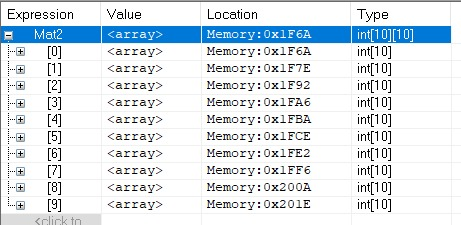 Expression Value Location Type
Mat2 <array> Memory:0x1F6A int[10][10]
[0] <array> Memory:0x1F6A int[10]
[1] <array> Memory:0x1F7E int[10]
[2] <array> Memory:0x1F92 int[10]
[3] <array> Memory:0x1FA6 int[10]
[4] <array> Memory:0x1FBA int[10]
[5] <array> Memory:0x1FCE int[10]
[6] <array> Memory:0x1FE2 int[10]
[7] <array> Memory:0x1FF6 int[10]
[8] <array> Memory:0x200A int[10]
[9] <array> Memory:0x201E int[10]
<click to